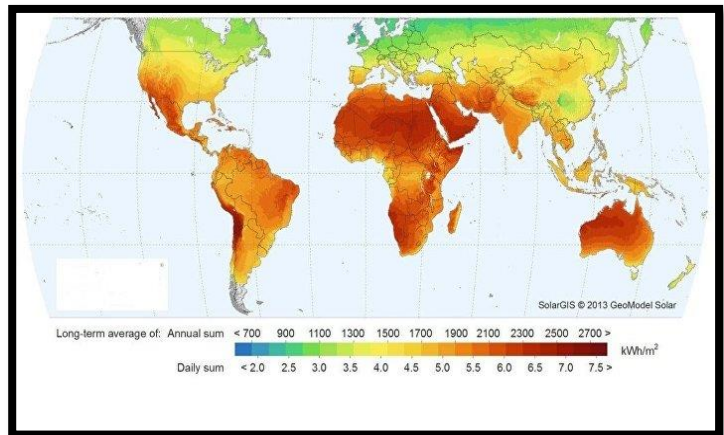 SolarGIS © 2013 GeoModel Solar
Long-term average of: Annual sum < 700 900 1100 1300 1500 1700 1900 2100 2300 2500 2700 >
kWh/m²
Daily sum < 2.0 2.5 3.0 3.5 4.0 4.5 5.0 5.5 6.0 6.5 7.0 7.5 >